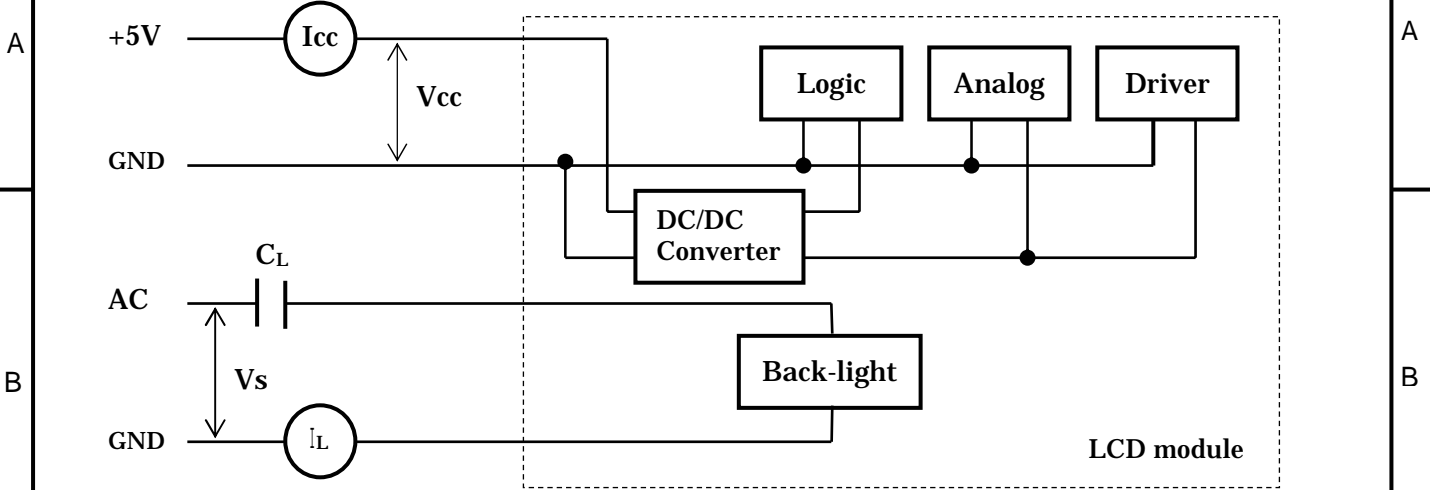 A
A
+5V
Icc
Vcc
Logic
Analog
Driver
GND
DC/DC
Converter
CL
AC
Vs
Back-light
B
B
GND
IL
LCD module